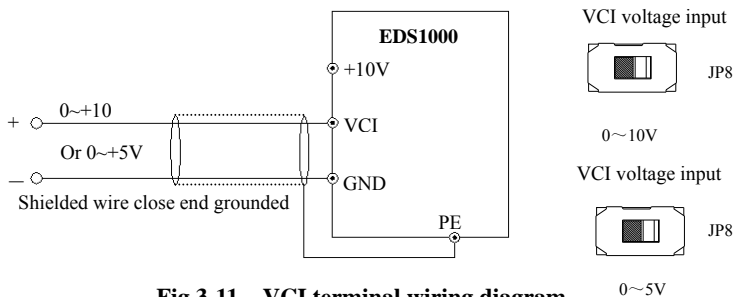 VCI voltage input
EDS1000
+10V
JP8
0~+10
+
VCI
0～10V
Or 0~+5V
VCI voltage input
—
GND
Shielded wire close end grounded
PE
JP8
0～5V
Fig 3-11 VCI terminal wiring diagram